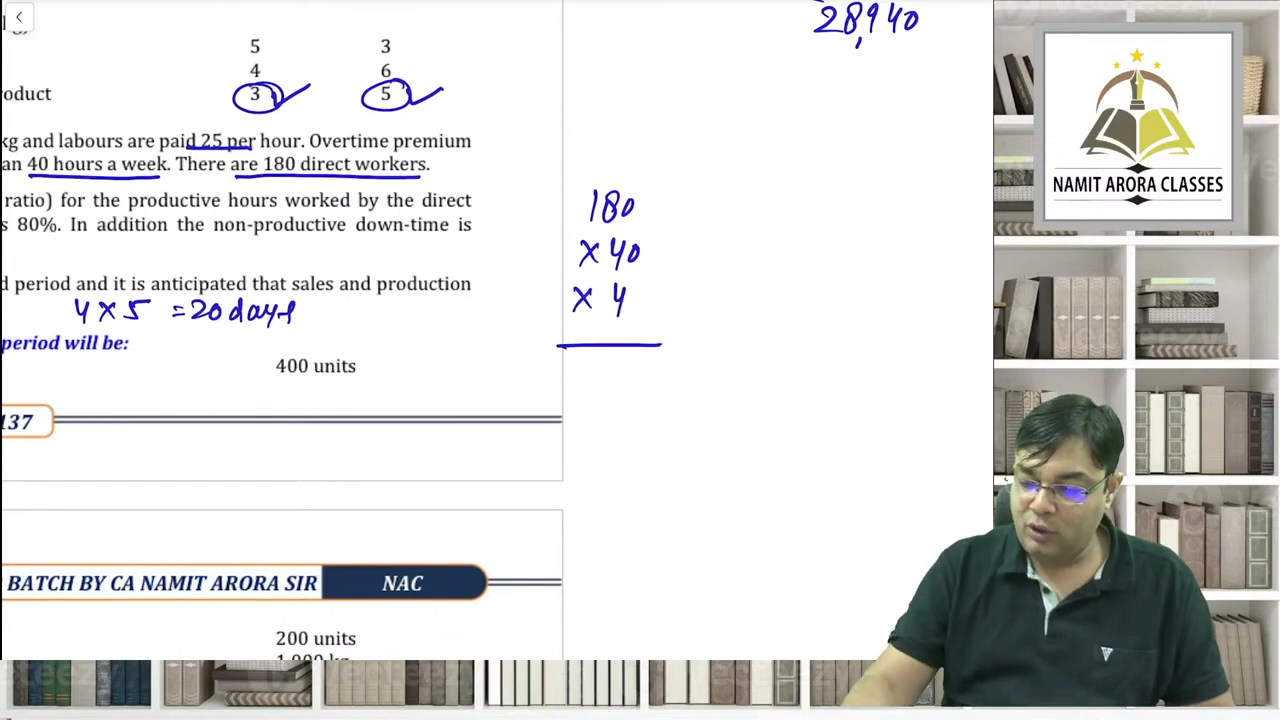 28,940
5 3
4 6
roduct 3 5
kg and labours are paid 25 per hour. Overtime premium
an 40 hours a week. There are 180 direct workers.
ratio) for the productive hours worked by the direct
s 80%. In addition the non-productive down-time is
d period and it is anticipated that sales and production
4 × 5 = 20 days
period will be:
400 units
180
× 40
× 4
137
BATCH BY CA NAMIT ARORA SIR NAC
200 units
NAMIT ARORA CLASSES